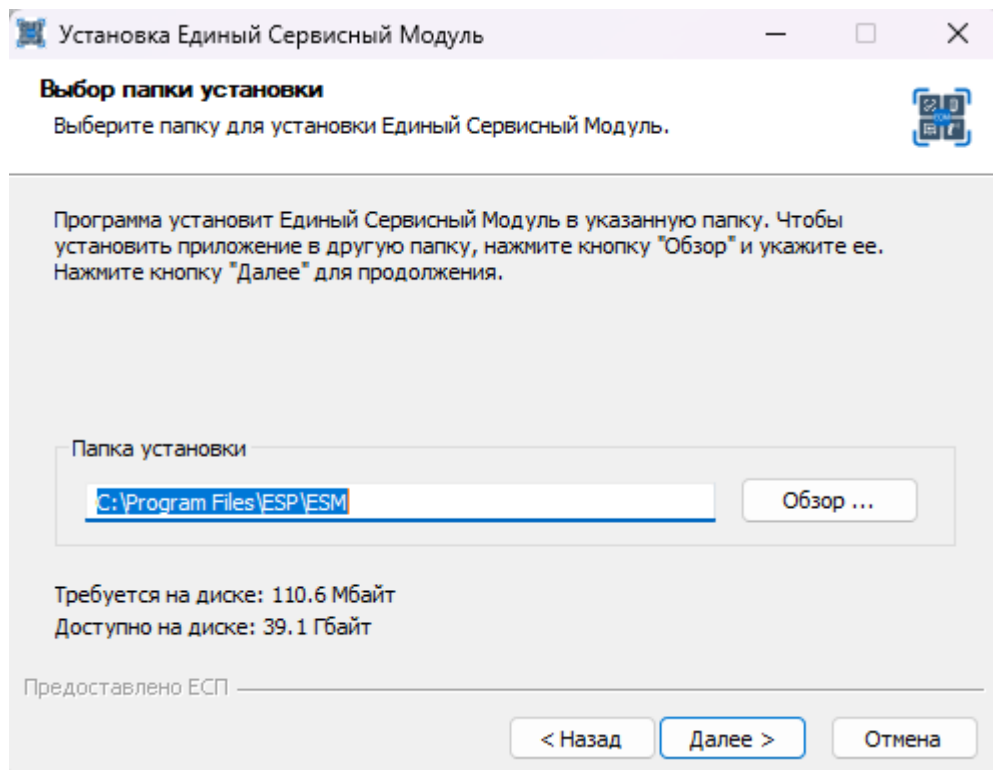 Установка Единый Сервисный Модуль
Выбор папки установки
Выберите папку для установки Единый Сервисный Модуль.
Программа установит Единый Сервисный Модуль в указанную папку. Чтобы
установить приложение в другую папку, нажмите кнопку "Обзор" и укажите ее.
Нажмите кнопку "Далее" для продолжения.
Папка установки
C:\Program Files\ESP\ESM
Обзор ...
Требуется на диске: 110.6 Мбайт
Доступно на диске: 39.1 Гбайт
Предоставлено ЕСП
< Назад
Далее >
Отмена